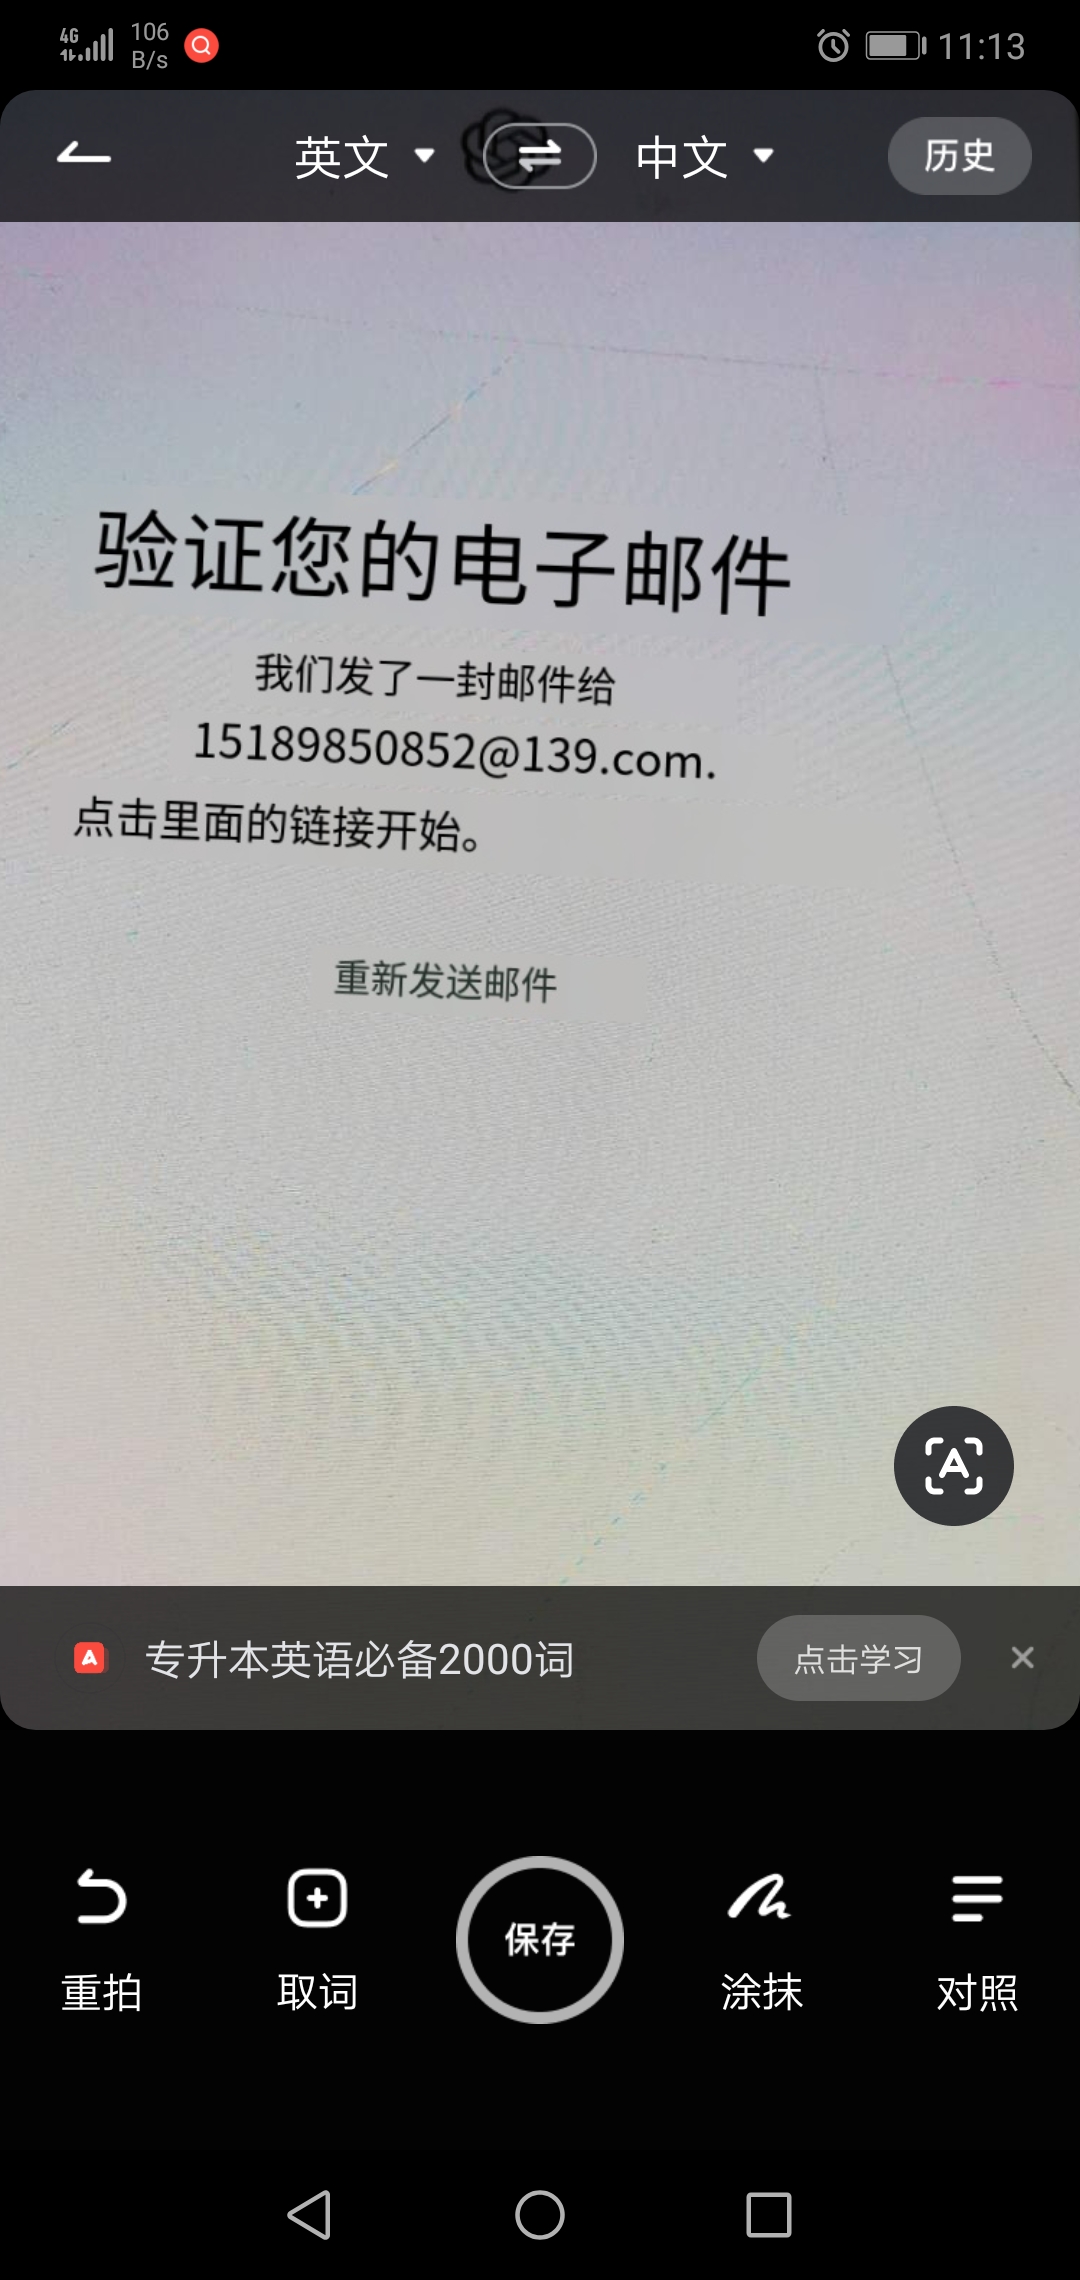 4G 106 B/s 11:13
英文 中文 历史
验证您的电子邮件
我们发了一封邮件给
15189850852@139.com.
点击里面的链接开始。
重新发送邮件
专升本英语必备2000词 点击学习
保存
重拍 取词 涂抹 对照